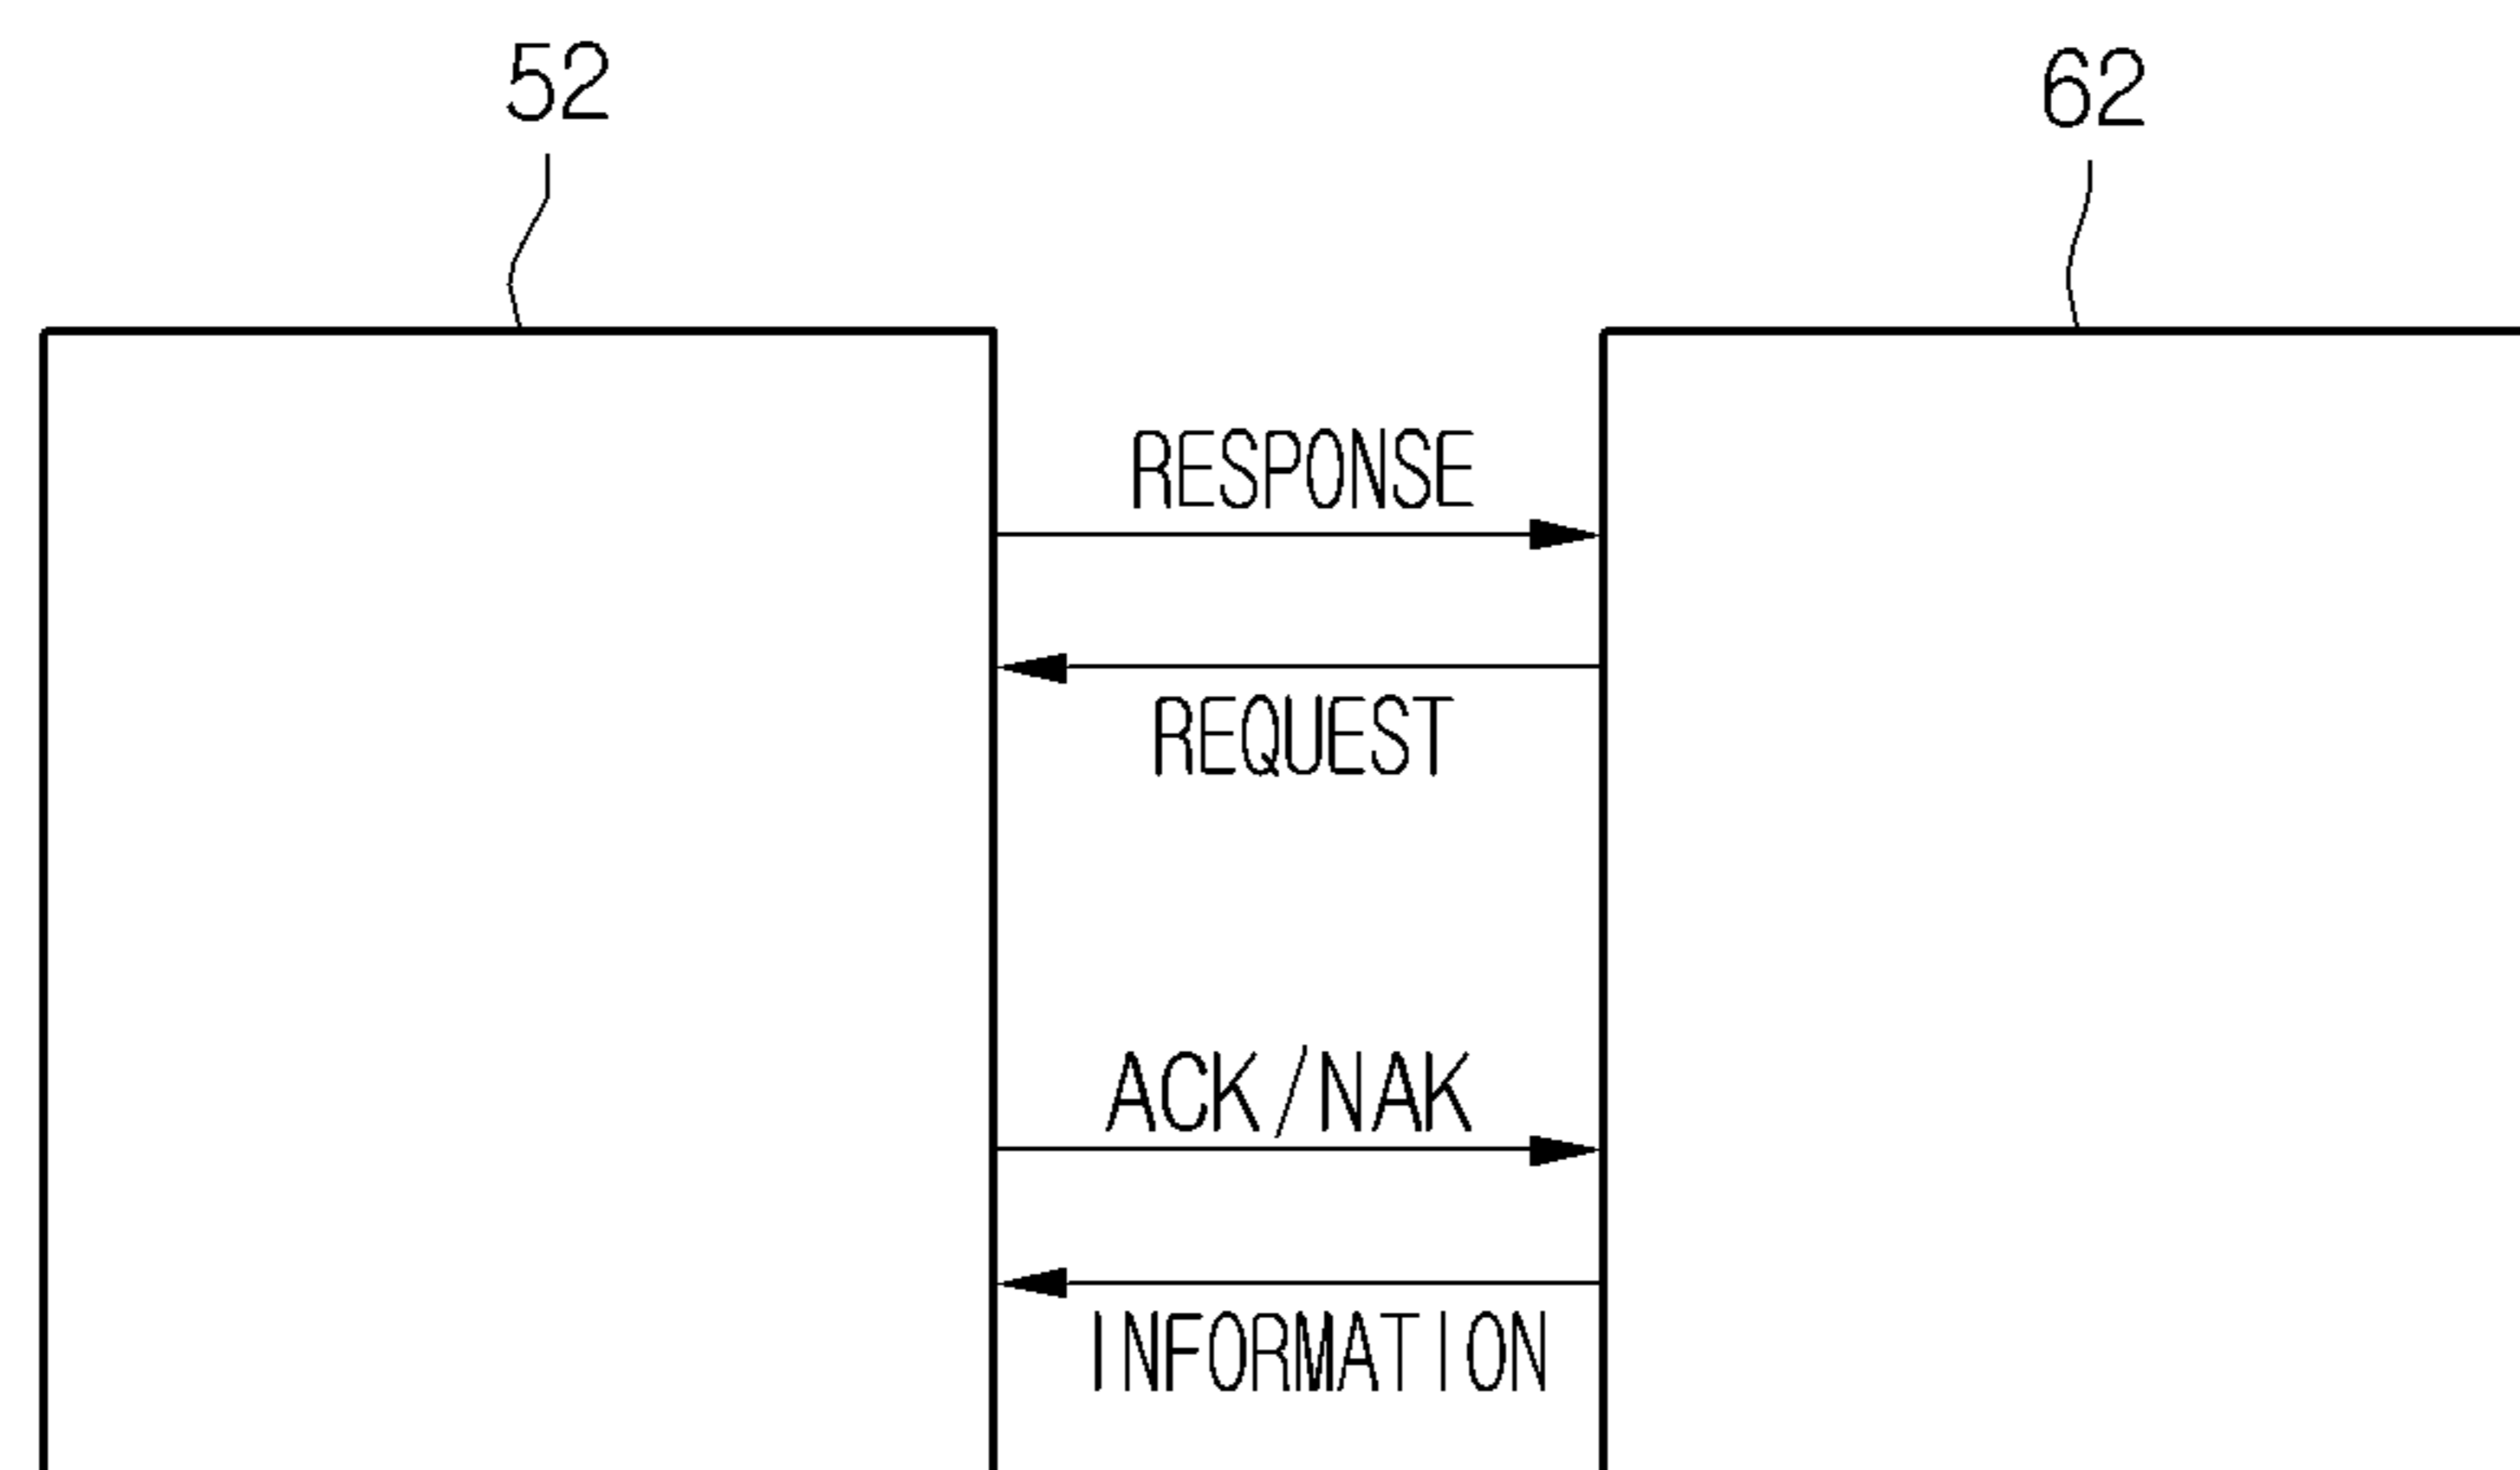 52
62
RESPONSE
REQUEST
ACK/NAK
INFORMATION